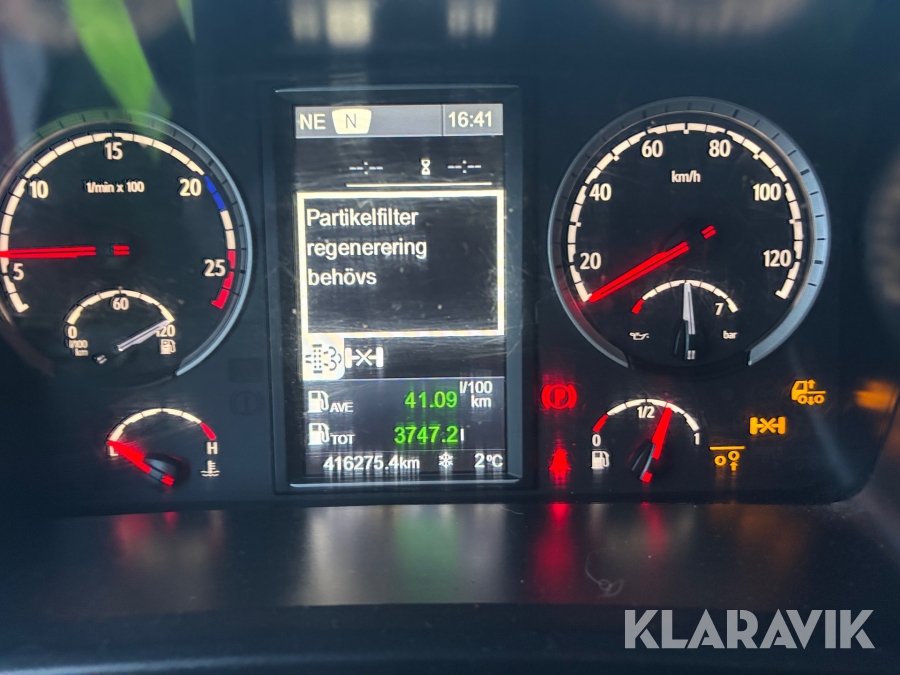 NE N 16:41
--:-- --:--
Partikelfilter
regenerering
behövs
AVE 41.09 l/100 km
TOT 3747.2 l
416275.4km 2°C
5 10 15 20 25
1/min x 100
0 60 120
l/100 km
L H
20 40 60 80 100 120
km/h
7
bar
0 1/2 1
P
KLARAVIK